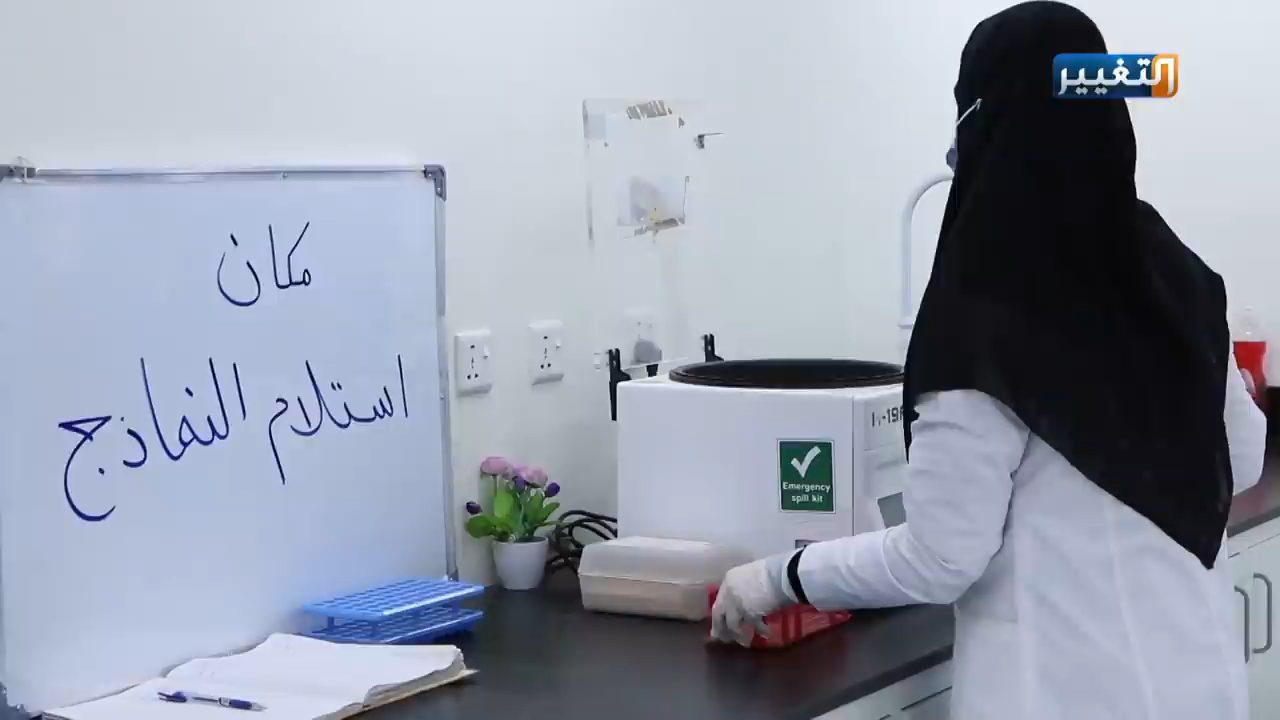 التغيير
مكان
استلام النماذج
Emergency
spill kit